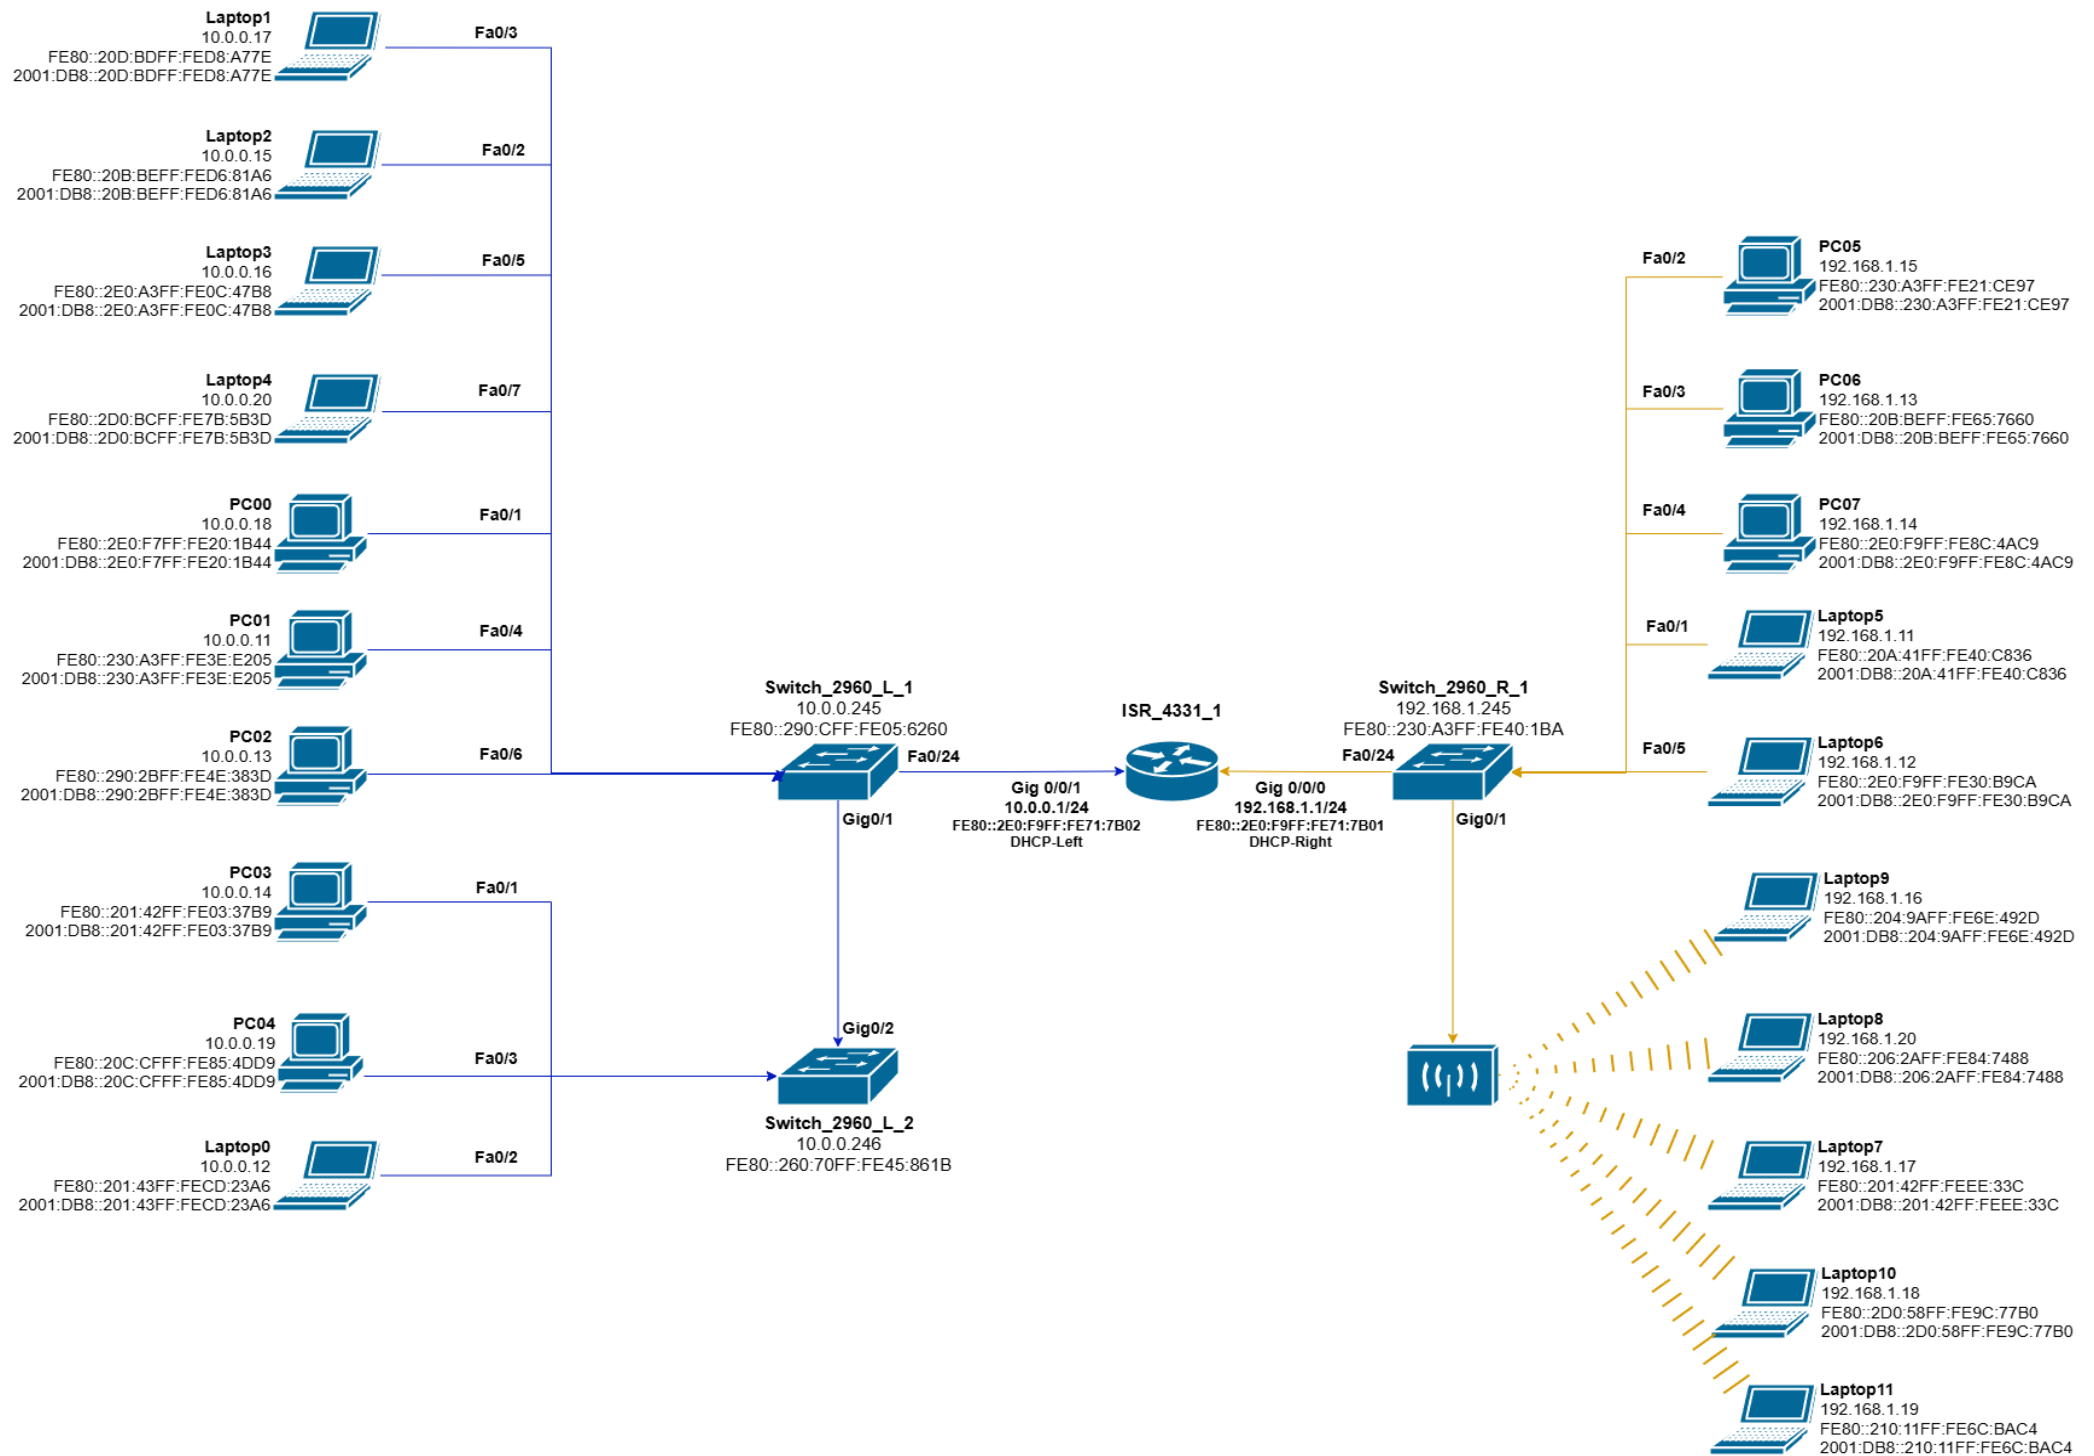 Laptop1
10.0.0.17
FE80::20D:BDFF:FED8:A77E
2001:DB8::20D:BDFF:FED8:A77E
Fa0/3
Laptop2
10.0.0.15
FE80::20B:BEFF:FED6:81A6
2001:DB8::20B:BEFF:FED6:81A6
Fa0/2
Laptop3
10.0.0.16
FE80::2E0:A3FF:FE0C:47B8
2001:DB8::2E0:A3FF:FE0C:47B8
Fa0/5
Laptop4
10.0.0.20
FE80::2D0:BCFF:FE7B:5B3D
2001:DB8::2D0:BCFF:FE7B:5B3D
Fa0/7
PC00
10.0.0.18
FE80::2E0:F7FF:FE20:1B44
2001:DB8::2E0:F7FF:FE20:1B44
Fa0/1
PC01
10.0.0.11
FE80::230:A3FF:FE3E:E205
2001:DB8::230:A3FF:FE3E:E205
Fa0/4
PC02
10.0.0.13
FE80::290:2BFF:FE4E:383D
2001:DB8::290:2BFF:FE4E:383D
Fa0/6
PC03
10.0.0.14
FE80::201:42FF:FE03:37B9
2001:DB8::201:42FF:FE03:37B9
Fa0/1
PC04
10.0.0.19
FE80::20C:CFFF:FE85:4DD9
2001:DB8::20C:CFFF:FE85:4DD9
Fa0/3
Laptop0
10.0.0.12
FE80::201:43FF:FECD:23A6
2001:DB8::201:43FF:FECD:23A6
Fa0/2
Switch_2960_L_1
10.0.0.245
FE80::290:CFF:FE05:6260
Fa0/24
Gig0/1
Gig0/2
Switch_2960_L_2
10.0.0.246
FE80::260:70FF:FE45:861B
ISR_4331_1
Gig 0/0/1
10.0.0.1/24
FE80::2E0:F9FF:FE71:7B02
DHCP-Left
Gig 0/0/0
192.168.1.1/24
FE80::2E0:F9FF:FE71:7B01
DHCP-Right
Switch_2960_R_1
192.168.1.245
FE80::230:A3FF:FE40:1BA
Fa0/24
Gig0/1
Fa0/2
PC05
192.168.1.15
FE80::230:A3FF:FE21:CE97
2001:DB8::230:A3FF:FE21:CE97
Fa0/3
PC06
192.168.1.13
FE80::20B:BEFF:FE65:7660
2001:DB8::20B:BEFF:FE65:7660
Fa0/4
PC07
192.168.1.14
FE80::2E0:F9FF:FE8C:4AC9
2001:DB8::2E0:F9FF:FE8C:4AC9
Fa0/1
Laptop5
192.168.1.11
FE80::20A:41FF:FE40:C836
2001:DB8::20A:41FF:FE40:C836
Fa0/5
Laptop6
192.168.1.12
FE80::2E0:F9FF:FE30:B9CA
2001:DB8::2E0:F9FF:FE30:B9CA
Laptop9
192.168.1.16
FE80::204:9AFF:FE6E:492D
2001:DB8::204:9AFF:FE6E:492D
Laptop8
192.168.1.20
FE80::206:2AFF:FE84:7488
2001:DB8::206:2AFF:FE84:7488
Laptop7
192.168.1.17
FE80::201:42FF:FEEE:33C
2001:DB8::201:42FF:FEEE:33C
Laptop10
192.168.1.18
FE80::2D0:58FF:FE9C:77B0
2001:DB8::2D0:58FF:FE9C:77B0
Laptop11
192.168.1.19
FE80::210:11FF:FE6C:BAC4
2001:DB8::210:11FF:FE6C:BAC4